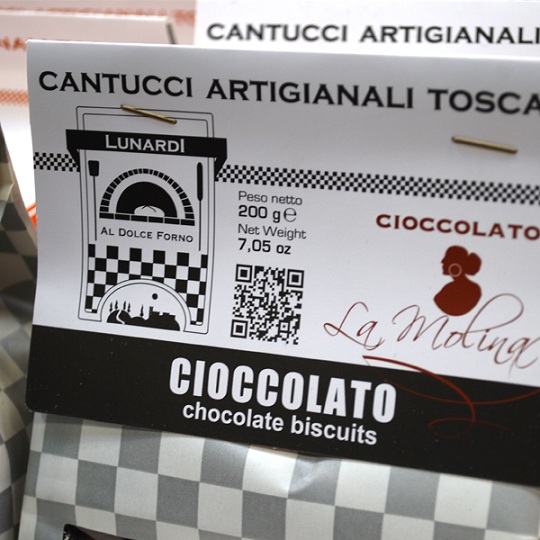 CANTUCCI ARTIGIANALI
CANTUCCI ARTIGIANALI TOSCA
LUNARDI
AL DOLCE FORNO
Peso netto
200 g ℮
Net Weight
7,05 oz
CIOCCOLATO
La Molina
CIOCCOLATO
chocolate biscuits